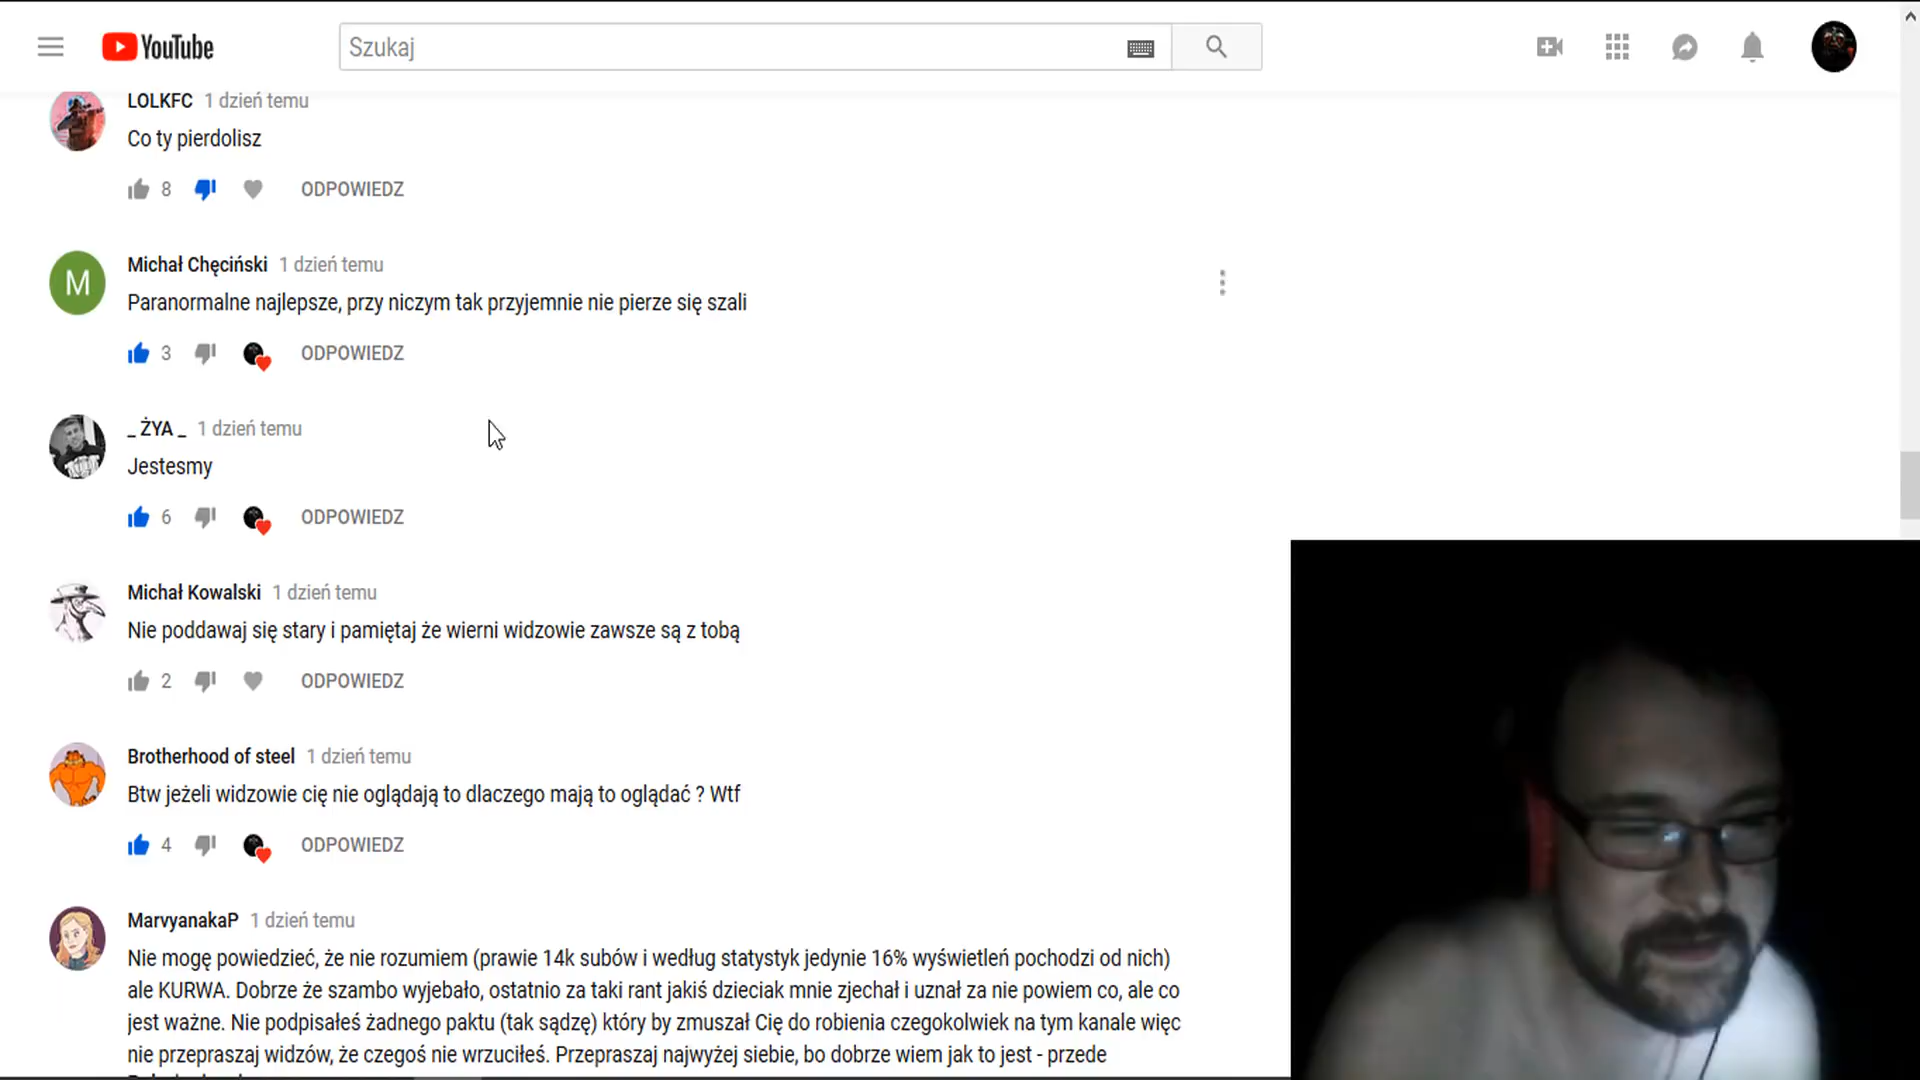 YouTube
Szukaj
LOLKFC 1 dzień temu
Co ty pierdolisz
8 ODPOWIEDZ
M
Michał Chęciński 1 dzień temu
Paranormalne najlepsze, przy niczym tak przyjemnie nie pierze się szali
3 ODPOWIEDZ
_ ŻYA _ 1 dzień temu
Jestesmy
6 ODPOWIEDZ
Michał Kowalski 1 dzień temu
Nie poddawaj się stary i pamiętaj że wierni widzowie zawsze są z tobą
2 ODPOWIEDZ
Brotherhood of steel 1 dzień temu
Btw jeżeli widzowie cię nie oglądają to dlaczego mają to oglądać ? Wtf
4 ODPOWIEDZ
MarvyanakaP 1 dzień temu
Nie mogę powiedzieć, że nie rozumiem (prawie 14k subów i według statystyk jedynie 16% wyświetleń pochodzi od nich)
ale KURWA. Dobrze że szambo wyjebało, ostatnio za taki rant jakiś dzieciak mnie zjechał i uznał za nie powiem co, ale co
jest ważne. Nie podpisałeś żadnego paktu (tak sądzę) który by zmuszał Cię do robienia czegokolwiek na tym kanale więc
nie przepraszaj widzów, że czegoś nie wrzuciłeś. Przepraszaj najwyżej siebie, bo dobrze wiem jak to jest - przede